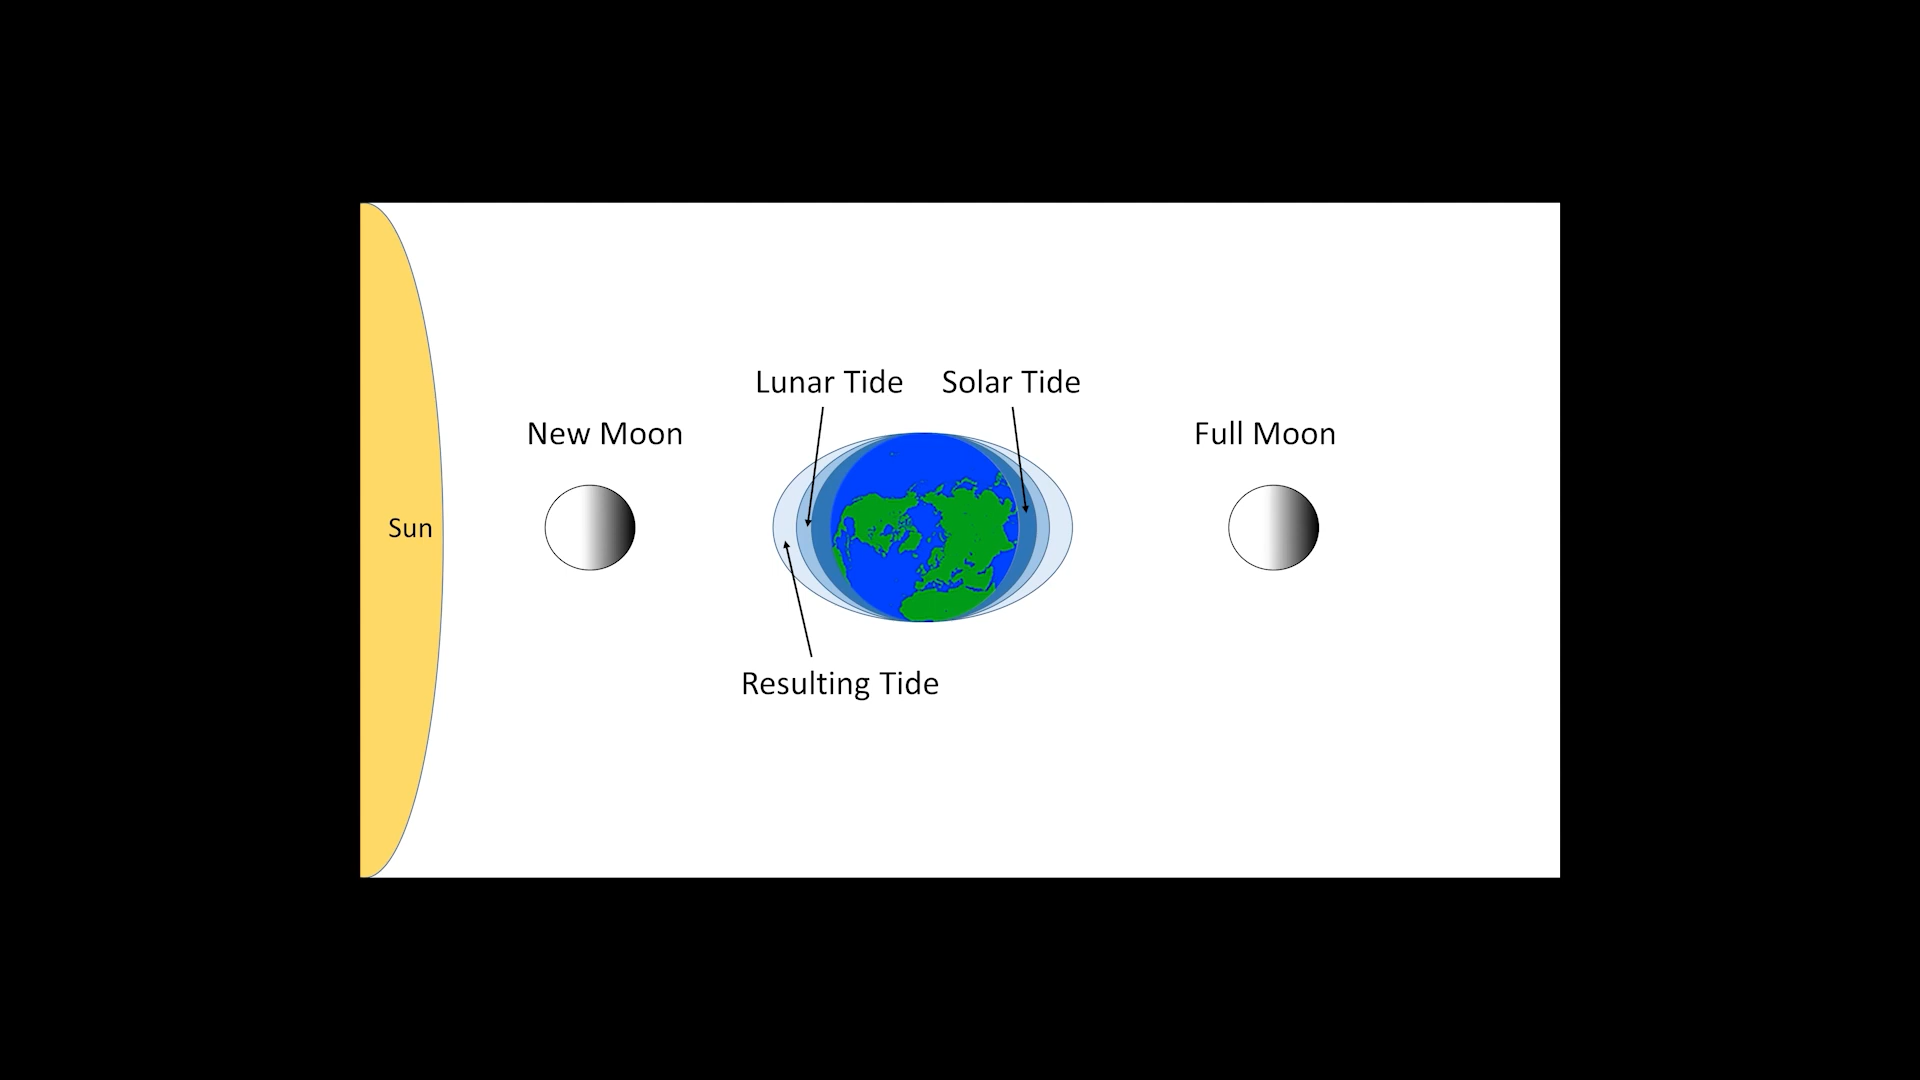 Lunar Tide
Solar Tide
New Moon
Full Moon
Sun
Resulting Tide